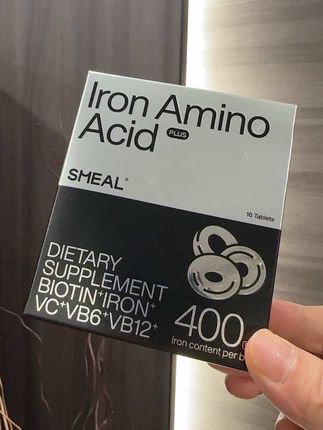 Iron Amino
Acid PLUS
SMEAL®
16 Tablets
DIETARY
SUPPLEMENT
BIOTIN+IRON+
VC+VB6+VB12+
400
Iron content per